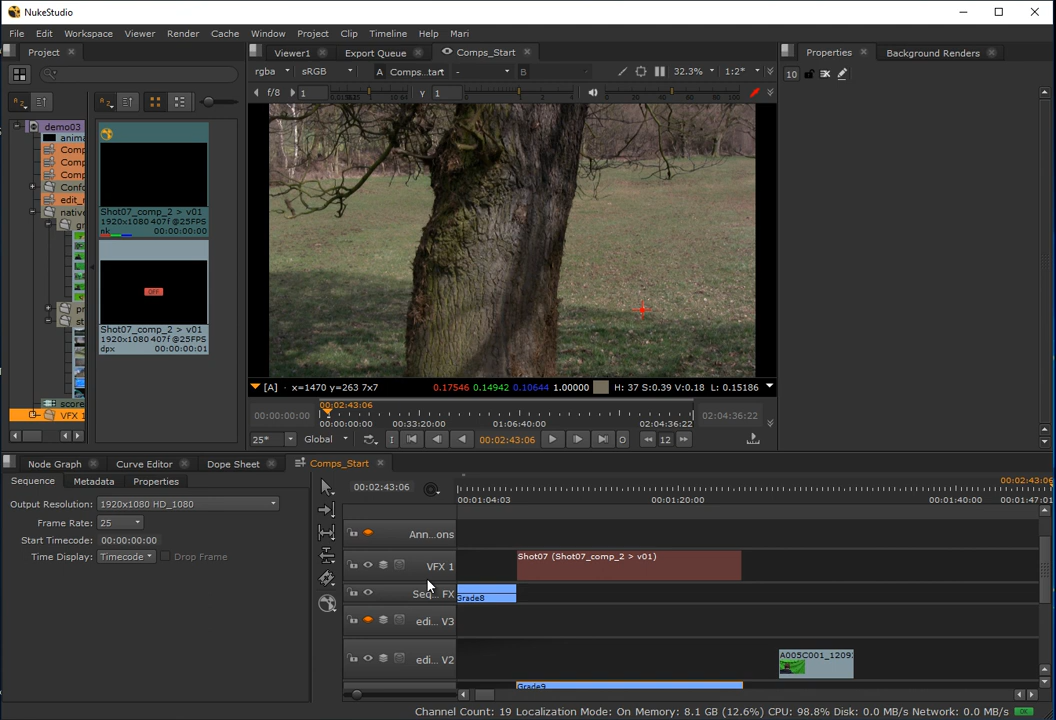 NukeStudio
File Edit Workspace Viewer Render Cache Window Project Clip Timeline Help Mari
Project Viewer1 Export Queue Comps_Start Properties Background Renders
rgba sRGB A Comps...tart - B 32.3% 1:2*
10
f/8 1 Y 1
demo03
anima
Comp
Comp
Comp
Confo
edit_r
native
gr
pr
st
score
VFX 1
Shot07_comp_2 > v01
1920x1080 407f @25FPS
nk 00:00:00:00
OFF
Shot07_comp_2 > v01
1920x1080 407f @25FPS
dpx 00:00:00:01
[A] · x=1470 y=263 7x7 0.17546 0.14942 0.10644 1.00000 H: 37 S:0.39 V:0.18 L: 0.15186
00:02:43:06
00:00:00:00 02:04:36:22
00:00:00:00 00:33:20:00 01:06:40:00 02:04:36:22
25* Global I 00:02:43:06 O 12
Node Graph Curve Editor Dope Sheet Comps_Start
Sequence Metadata Properties
Output Resolution: 1920x1080 HD_1080
Frame Rate: 25
Start Timecode: 00:00:00:00
Time Display: Timecode Drop Frame
00:02:43:06 00:02:43:06
00:01:04:03 00:01:20:00 00:01:40:00 00:01:47:01
Ann...ons
VFX 1 Shot07 (Shot07_comp_2 > v01)
Seq... FX Grade8
edi... V3
edi... V2 A005C001_1209
Grade9
Channel Count: 19 Localization Mode: On Memory: 8.1 GB (12.6%) CPU: 98.8% Disk: 0.0 MB/s Network: 0.0 MB/s